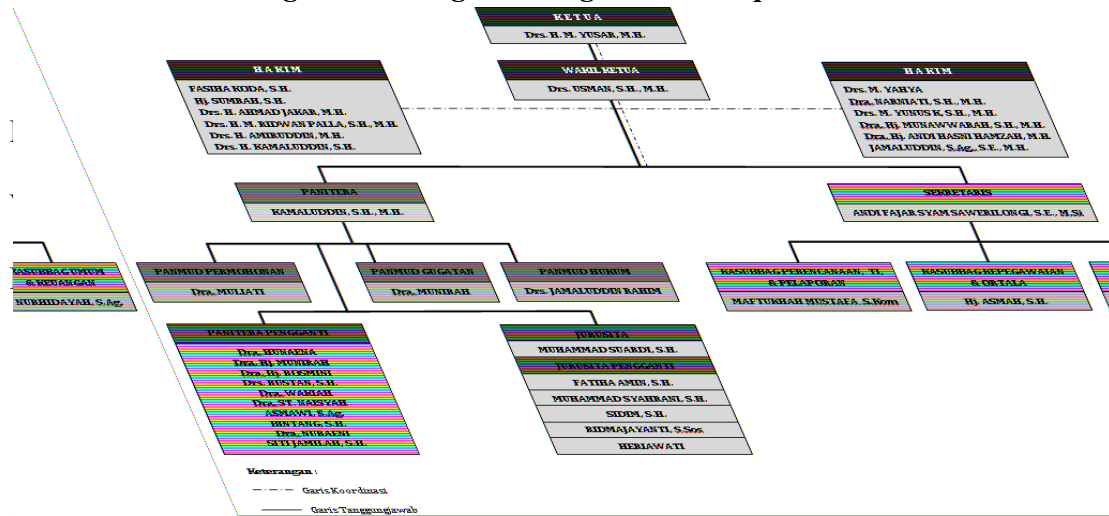 KETUA
Drs. H. M. YUSAR, M.H.
HAKIM
FASIHA KODA, S.H.
Hj. SUMBAH, S.H.
Drs. H. AHMAD JAKAR, M.H.
Drs. H. M. RIDWAN PALLA, S.H., M.H.
Drs. H. AMIRUDDIN, M.H.
Drs. H. KAMALUDDIN, S.H.
WAKIL KETUA
Drs. USMAN, S.H., M.H.
HAKIM
Drs. M. YAHYA
Dra. NARNIATI, S.H., M.H.
Drs. M. YUNUS K, S.H., M.H.
Dra. Hj. MUNAWWARAH, S.H., M.H.
Dra. Hj. ANDI HASNI HAMZAH, M.H.
JAMALUDDIN, S.Ag., S.E., M.H.
PANITERA
KAMALUDDIN, S.H., M.H.
SEKRETARIS
ANDI FAJAR SYAM SAWERILONGI, S.E., M.Si
KASUBBAG UMUM
& KEUANGAN
NURHIDAYAH, S.Ag.
PANMUD PERMOHONAN
Dra. MULIATI
PANMUD GUGATAN
Dra. MUNIRAH
PANMUD HUKUM
Drs. JAMALUDDIN RAHIM
KASUBBAG PERENCANAAN, TI,
& PELAPORAN
MAFTUKHAH MUSTAFA, S.Kom
KASUBBAG KEPEGAWAIAN
& ORTALA
Hj. ASMAH, S.H.
PANITERA PENGGANTI
Dra. HUNAENA
Dra. Hj. MUNIRAH
Dra. Hj. ROSMINI
Drs. RUSTAN, S.H.
Dra. WARIAH
Dra. ST. NAISYAH
ASMAWI, S.Ag.
BINTANG, S.H.
Dra. NURAENI
SITI JAMILAH, S.H.
JURUSITA
MUHAMMAD SUARDI, S.H.
JURUSITA PENGGANTI
FATIHA AMIN, S.H.
MUHAMMAD SYAHRANI, S.H.
SIDIM, S.H.
RIDMAJAYANTI, S.Sos
HERIAWATI
Keterangan :
Garis Koordinasi
Garis Tanggungjawab